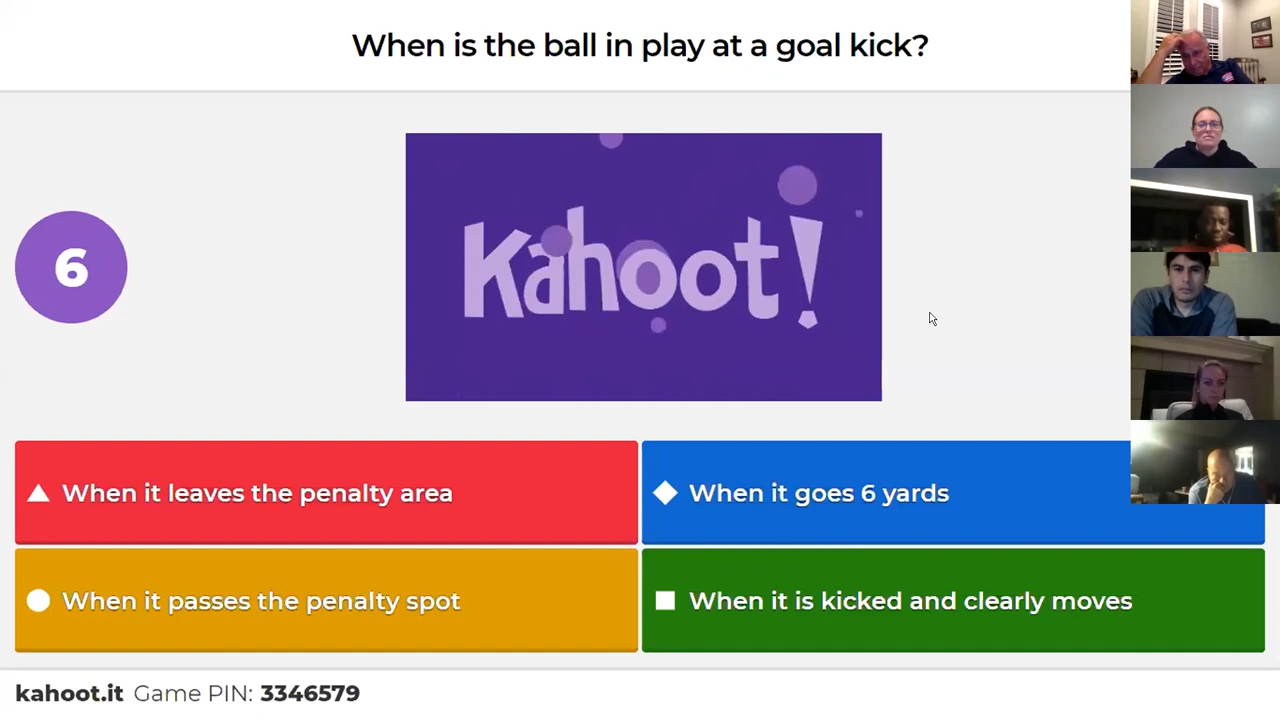 When is the ball in play at a goal kick?
6
Kahoot!
When it leaves the penalty area
When it goes 6 yards
When it passes the penalty spot
When it is kicked and clearly moves
kahoot.it Game PIN: 3346579